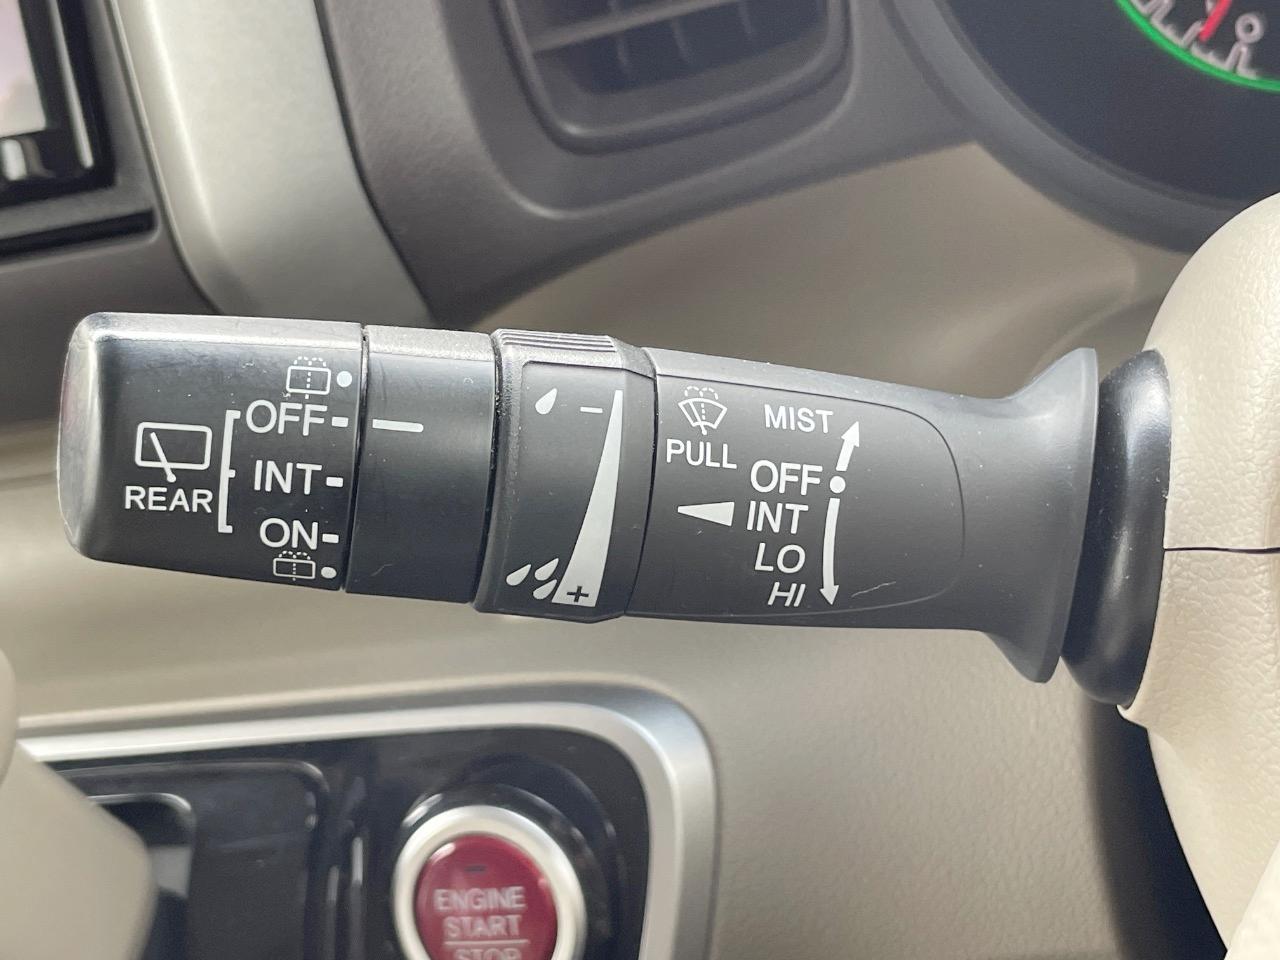 OFF
INT
ON
REAR
−
+
PULL
MIST
OFF
INT
LO
HI
ENGINE
START
STOP